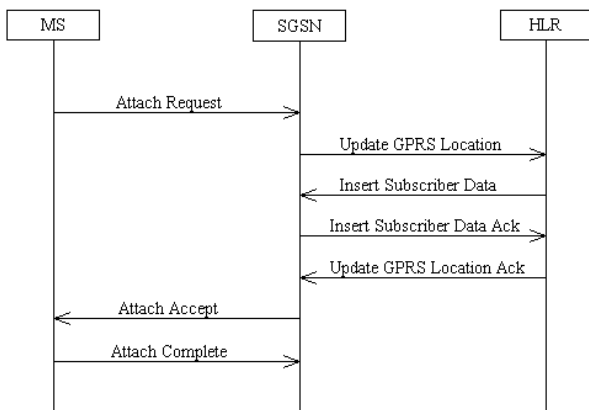 MS
SGSN
HLR
Attach Request
Update GPRS Location
Insert Subscriber Data
Insert Subscriber Data Ack
Update GPRS Location Ack
Attach Accept
Attach Complete